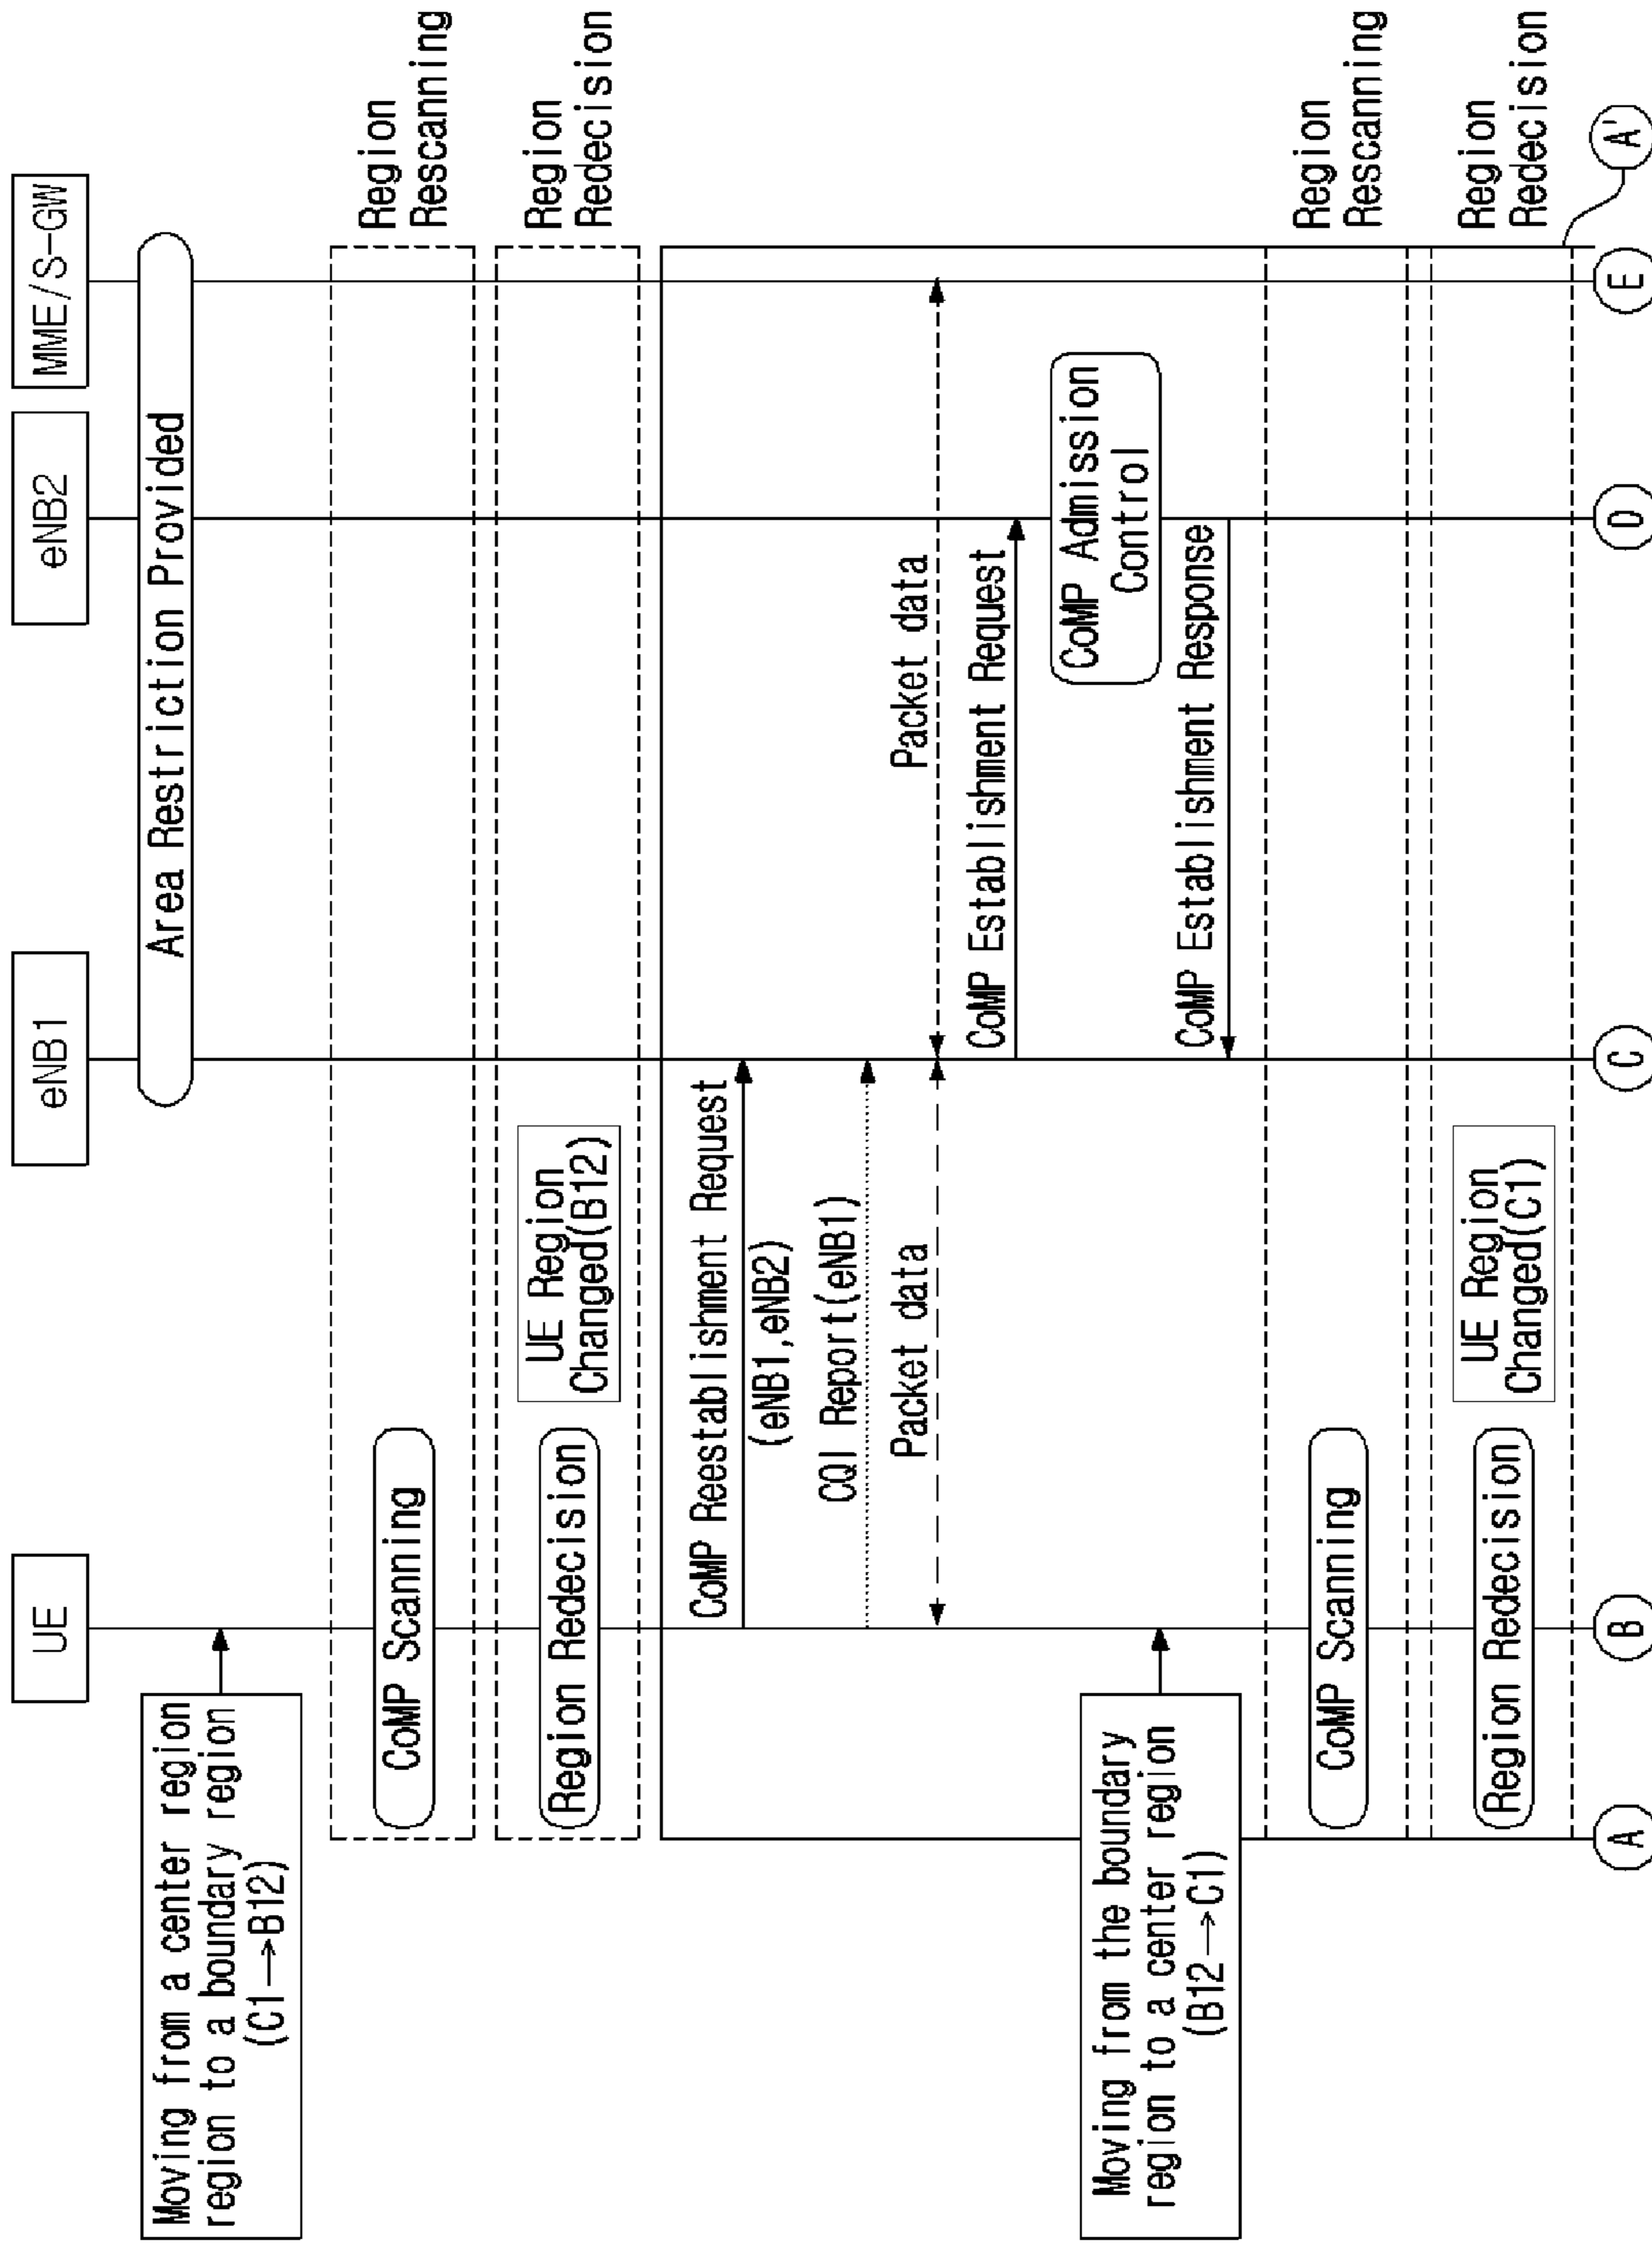 UE
eNB1
eNB2
MME/S-GW
Area Restriction Provided
Moving from a center region
region to a boundary region
(C1→B12)
CoMP Scanning
Region
Rescanning
Region Redecision
UE Region
Changed(B12)
Region
Redecision
CoMP Reestablishment Request
(eNB1,eNB2)
CQI Report(eNB1)
Packet data
Packet data
CoMP Establishment Request
CoMP Admission
Control
Moving from the boundary
region to a center region
(B12→C1)
CoMP Establishment Response
CoMP Scanning
Region
Rescanning
Region Redecision
UE Region
Changed(C1)
Region
Redecision
A
B
C
D
E
A'